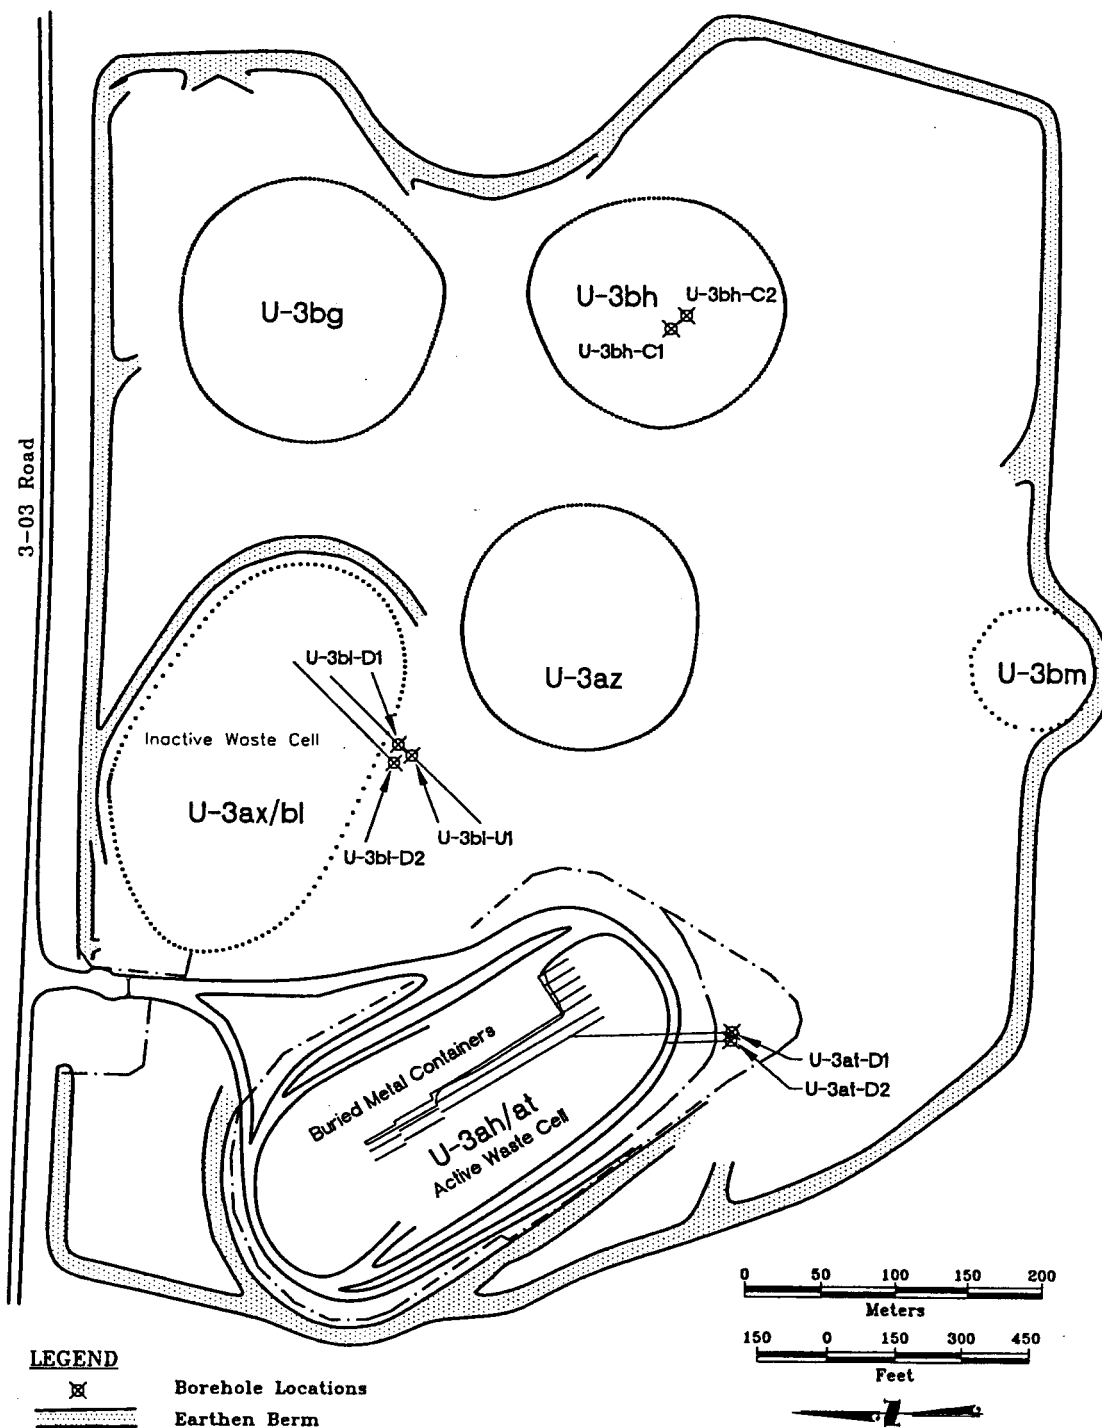 U-3bg
U-3bh
U-3bh-C2
U-3bh-C1
3-03 Road
U-3az
U-3bm
U-3bl-D1
Inactive Waste Cell
U-3ax/bl
U-3bl-U1
U-3bl-D2
Buried Metal Containers
U-3ah/at
Active Waste Cell
U-3at-D1
U-3at-D2
0 50 100 150 200
Meters
150 0 150 300 450
Feet
LEGEND
Borehole Locations
Earthen Berm